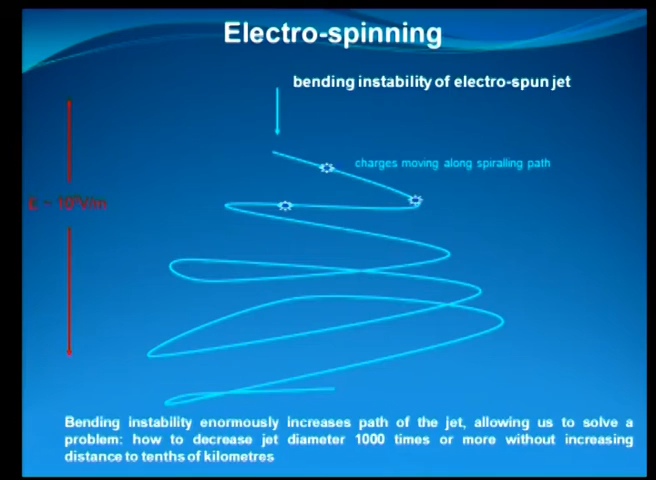 Electro-spinning
bending instability of electro-spun jet
charges moving along spiralling path
E ~ 10⁵V/m
Bending instability enormously increases path of the jet, allowing us to solve a
problem: how to decrease jet diameter 1000 times or more without increasing
distance to tenths of kilometres